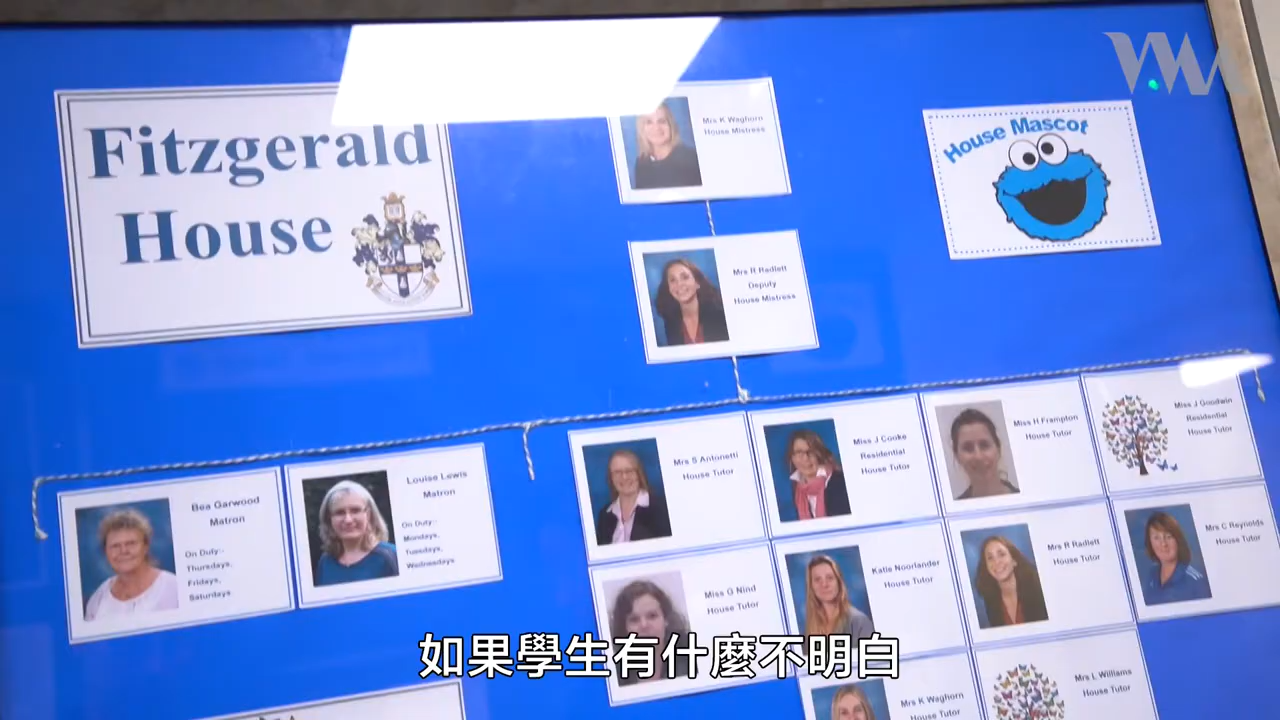 VMA
Fitzgerald
House
Mrs K Waghorn
House Mistress
House Mascot
Mrs R Radlett
Deputy
House Mistress
Bea Garwood
Matron
On Duty:-
Thursdays,
Fridays,
Saturdays
Louise Lewis
Matron
On Duty:-
Mondays,
Tuesdays,
Wednesdays
Mrs S Antonetti
House Tutor
Miss J Cooke
Residential
House Tutor
Miss H Frampton
House Tutor
Miss J Goodwin
Residential
House Tutor
Miss G Nind
House Tutor
Katie Noorlander
House Tutor
Mrs R Radlett
House Tutor
Mrs C Reynolds
House Tutor
Mrs K Waghorn
House Tutor
Mrs L Williams
House Tutor
如果學生有什麼不明白